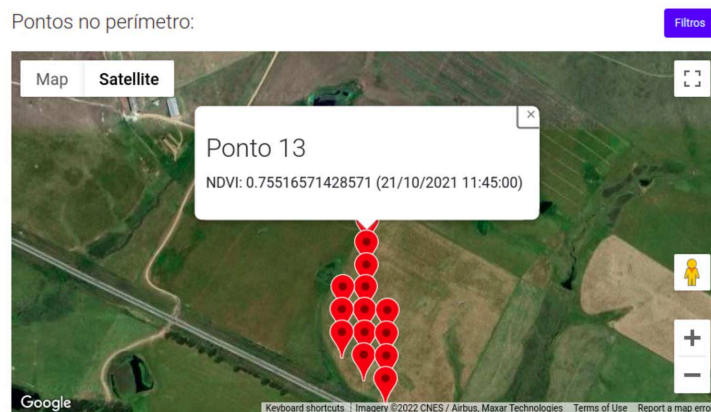 Pontos no perímetro:
Filtros
Map
Satellite
Ponto 13
NDVI: 0.75516571428571 (21/10/2021 11:45:00)
Google
Keyboard shortcuts
Imagery ©2022 CNES / Airbus, Maxar Technologies
Terms of Use
Report a map erro